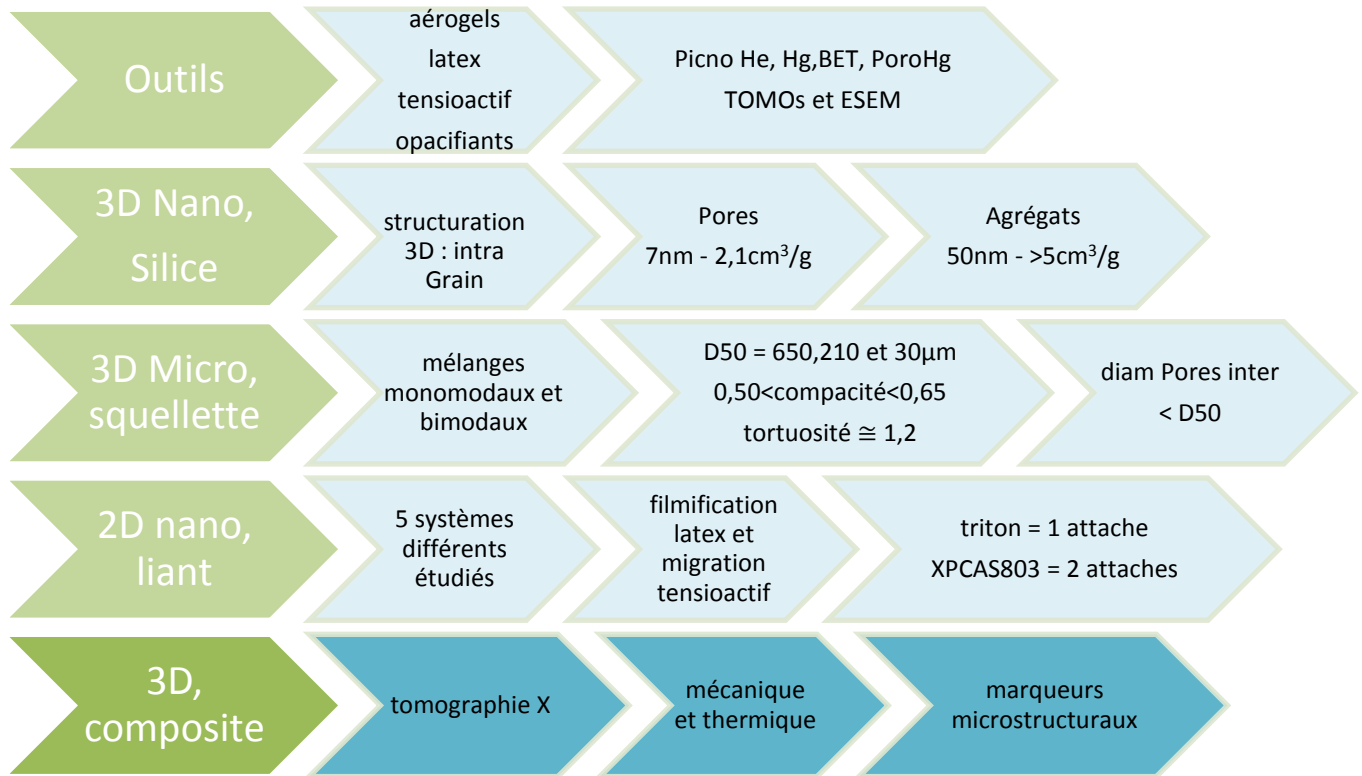 Outils
aérogels
latex
tensioactif
opacifiants
Picno He, Hg,BET, PoroHg
TOMOs et ESEM
3D Nano,
Silice
structuration
3D : intra
Grain
Pores
7nm - 2,1cm³/g
Agrégats
50nm - >5cm³/g
3D Micro,
squellette
mélanges
monomodaux et
bimodaux
D50 = 650,210 et 30µm
0,50<compacité<0,65
tortuosité ≅ 1,2
diam Pores inter
< D50
2D nano,
liant
5 systèmes
différents
étudiés
filmification
latex et
migration
tensioactif
triton = 1 attache
XPCAS803 = 2 attaches
3D,
composite
tomographie X
mécanique
et thermique
marqueurs
microstructuraux